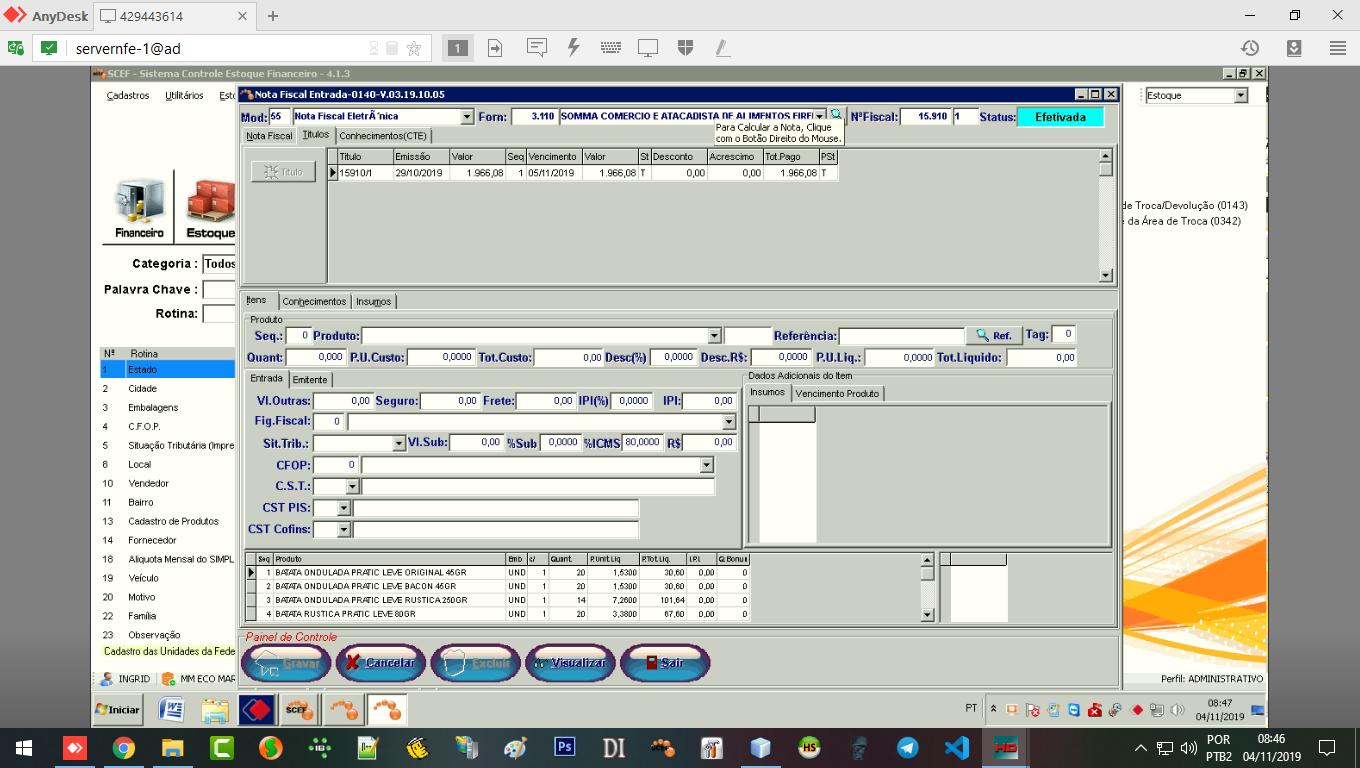 AnyDesk
429443614
servernfe-1@ad
1
SCEF - Sistema Controle Estoque Financeiro - 4.1.3
Cadastros Utilitários
Estoque
Nota Fiscal Entrada-0140-V.03.19.10.05
Mod: 55 Nota Fiscal EletrÃ´nica Forn: 3.110 SOMMA COMERCIO E ATACADISTA DE ALIMENTOS NºFiscal: 15.910 1 Status: Efetivada
Para Calcular a Nota, Clique
com o Botão Direito do Mouse.
Nota Fiscal Títulos Conhecimentos(CTE)
Título
Titulo Emissão Valor Seq Vencimento Valor St Desconto Acrescimo Tot.Pago PSt
15910/1 29/10/2019 1.966,08 1 05/11/2019 1.966,08 T 0,00 0,00 1.966,08 T
de Troca/Devolução (0143)
da Área de Troca (0342)
Financeiro Estoque
Categoria : Todos
Palavra Chave :
Rotina:
Nº Rotina
1 Estado
2 Cidade
3 Embalagens
4 C.F.O.P.
5 Situação Tributária (Impre
8 Local
10 Vendedor
11 Bairro
13 Cadastro de Produtos
14 Fornecedor
18 Aliquota Mensal do SIMPL
19 Veículo
20 Motivo
22 Família
23 Observação
Cadastro das Unidades da Fede
INGRID MM ECO MAR
Itens Conhecimentos Insumos
Produto
Seq.: 0 Produto: Referência: Ref. Tag: 0
Quant: 0,000 P.U.Custo: 0,0000 Tot.Custo: 0,00 Desc(%) 0,0000 Desc.R$: 0,0000 P.U.Liq.: 0,0000 Tot.Liquido: 0,00
Entrada Emitente
Vl.Outras: 0,00 Seguro: 0,00 Frete: 0,00 IPI(%) 0,0000 IPI: 0,00
Fig.Fiscal: 0
Sit.Trib.: Vl.Sub: 0,00 %Sub 0,0000 %ICMS 80,0000 R$ 0,00
CFOP: 0
C.S.T.:
CST PIS:
CST Cofins:
Dados Adicionais do Item
Insumos Vencimento Produto
Seq Produto Emb c/ Quant. P.Unit.Liq P.Tot.Liq. I.P.I. Q.Bonus
1 BATATA ONDULADA PRATIC LEVE ORIGINAL 45GR UND 1 20 1,5300 30,60 0,00 0
2 BATATA ONDULADA PRATIC LEVE BACON 45GR UND 1 20 1,5300 30,60 0,00 0
3 BATATA ONDULADA PRATIC LEVE RUSTICA 250GR UND 1 14 7,2600 101,64 0,00 0
4 BATATA RUSTICA PRATIC LEVE 80GR UND 1 20 3,3800 67,60 0,00 0
Painel de Controle
Gravar Cancelar Excluir Visualizar Sair
Perfil: ADMINISTRATIVO
Iniciar
SCEF
PT
08:47
04/11/2019
Ps DI HS HD
POR
PTB2
08:46
04/11/2019